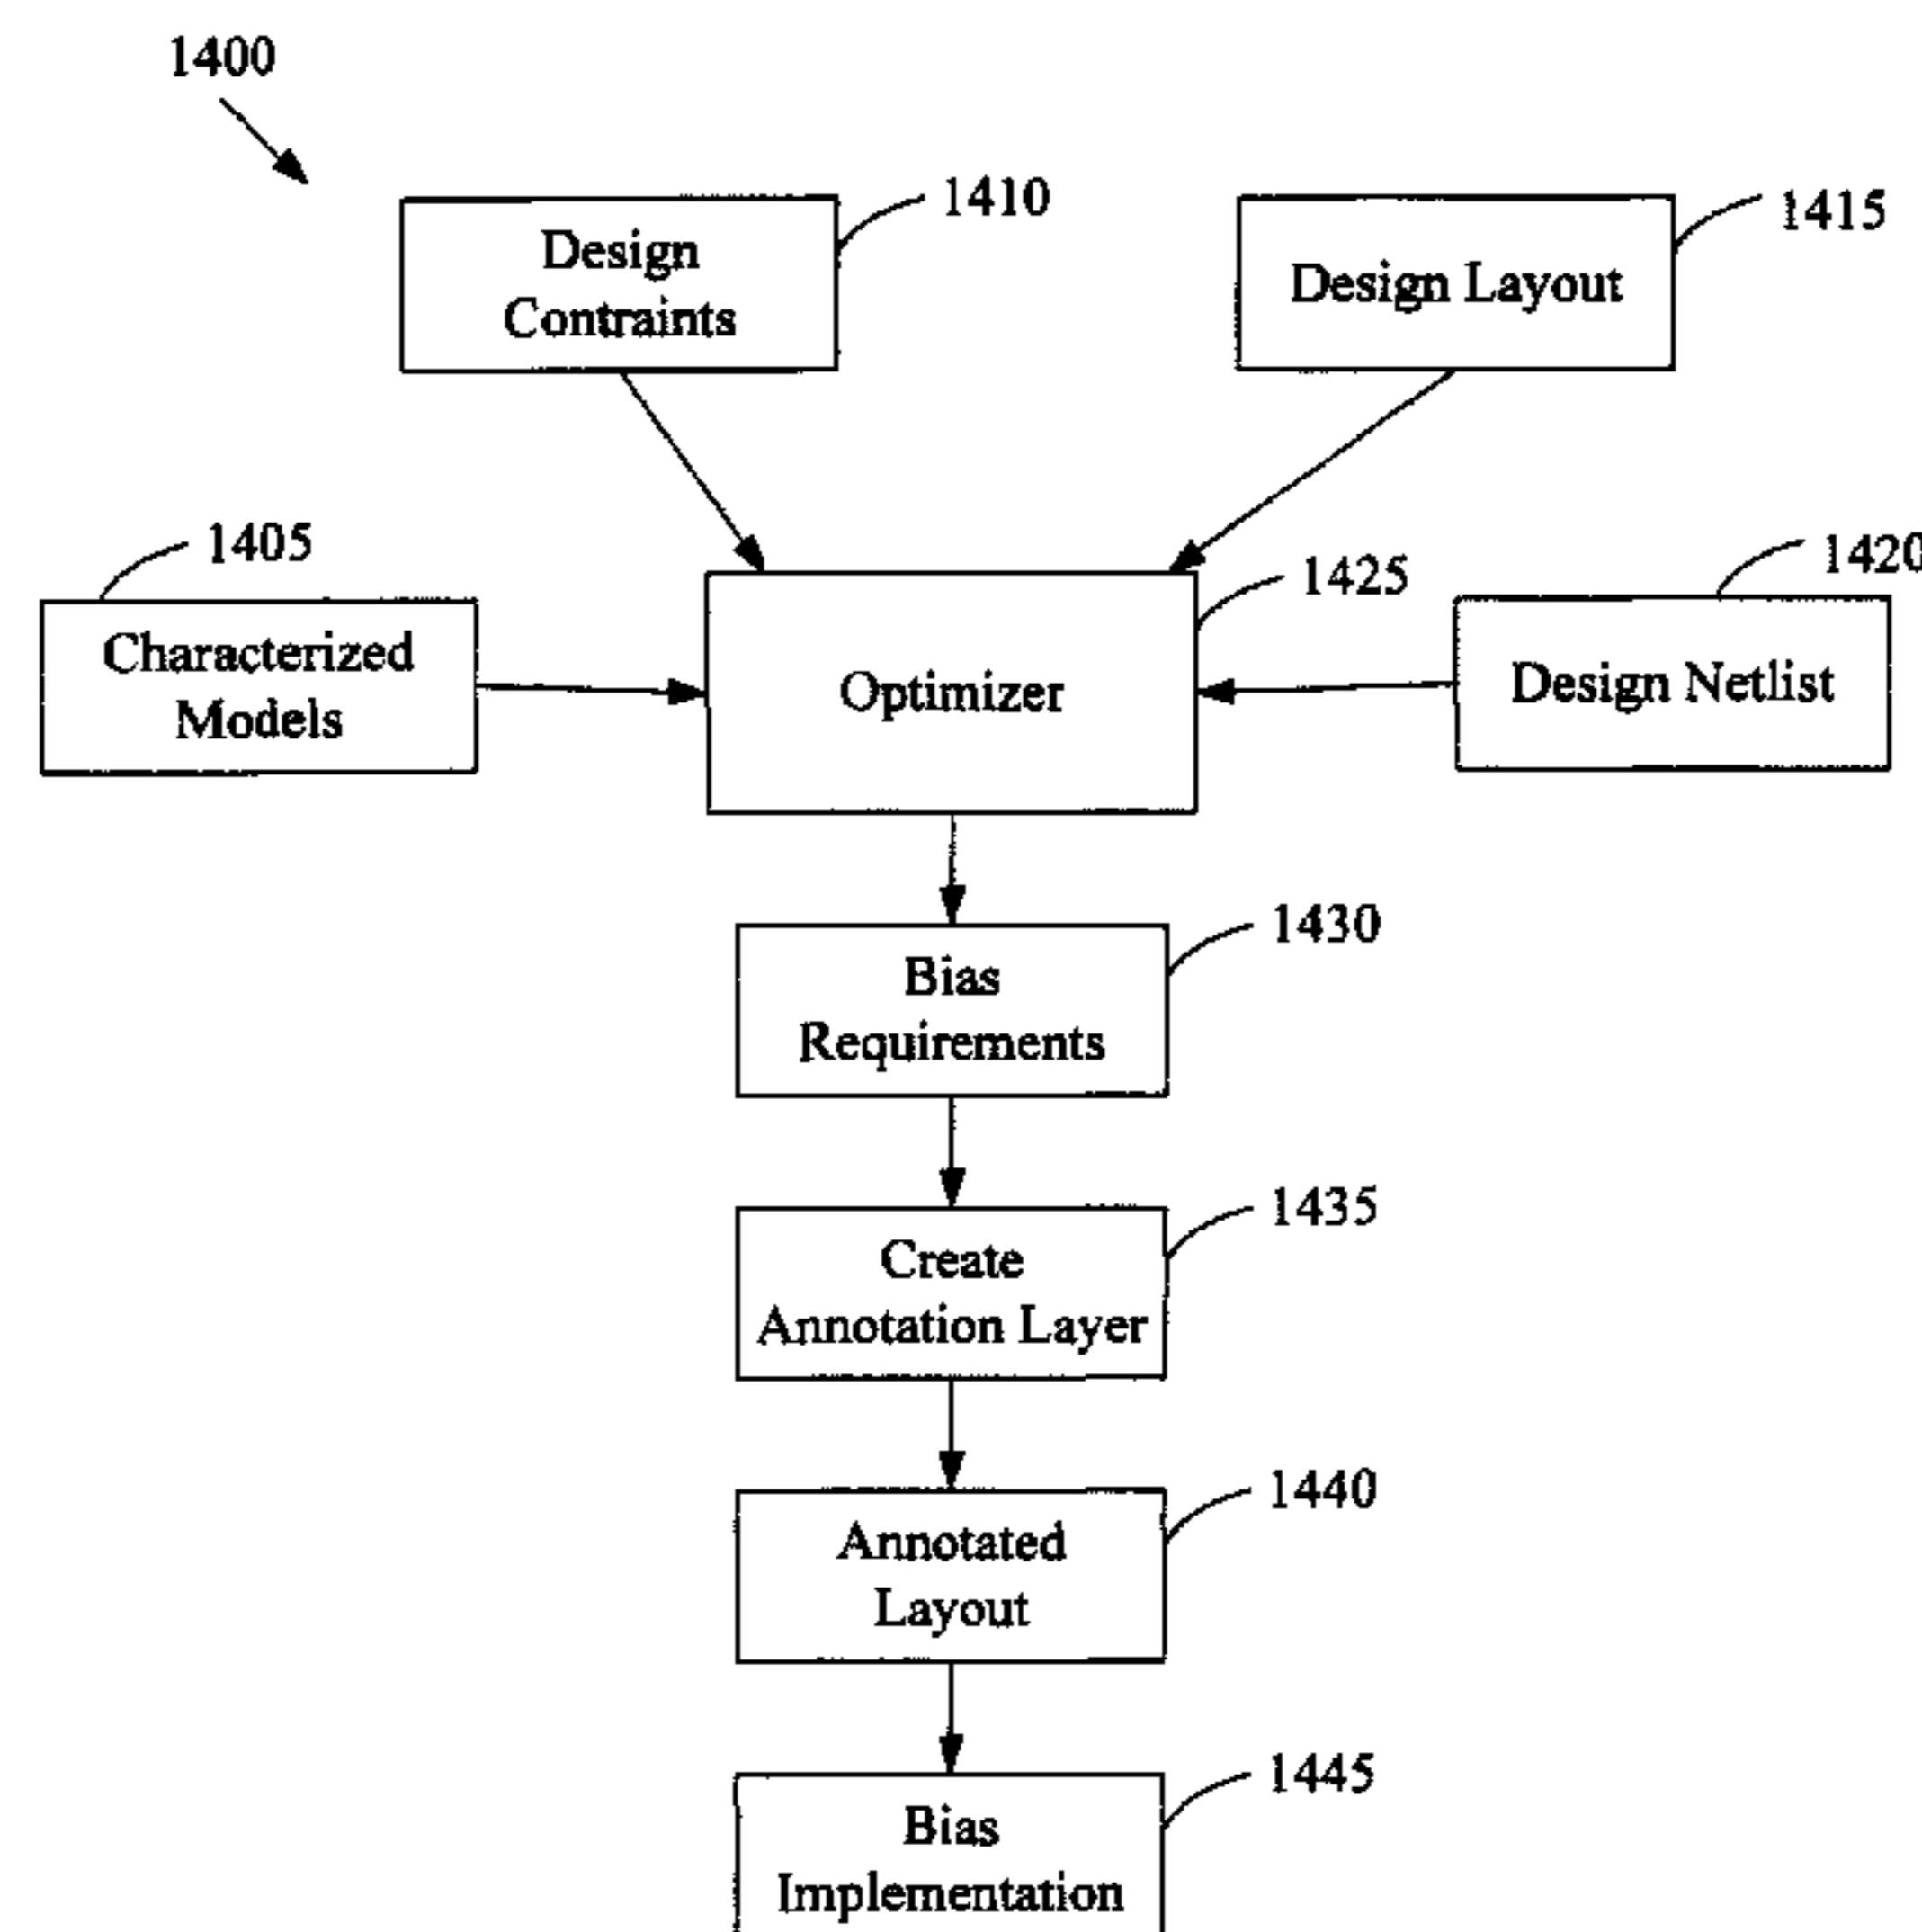 1400
Design
Contraints
1410
Design Layout
1415
Characterized
Models
1405
Optimizer
1425
Design Netlist
1420
Bias
Requirements
1430
Create
Annotation Layer
1435
Annotated
Layout
1440
Bias
Implementation
1445